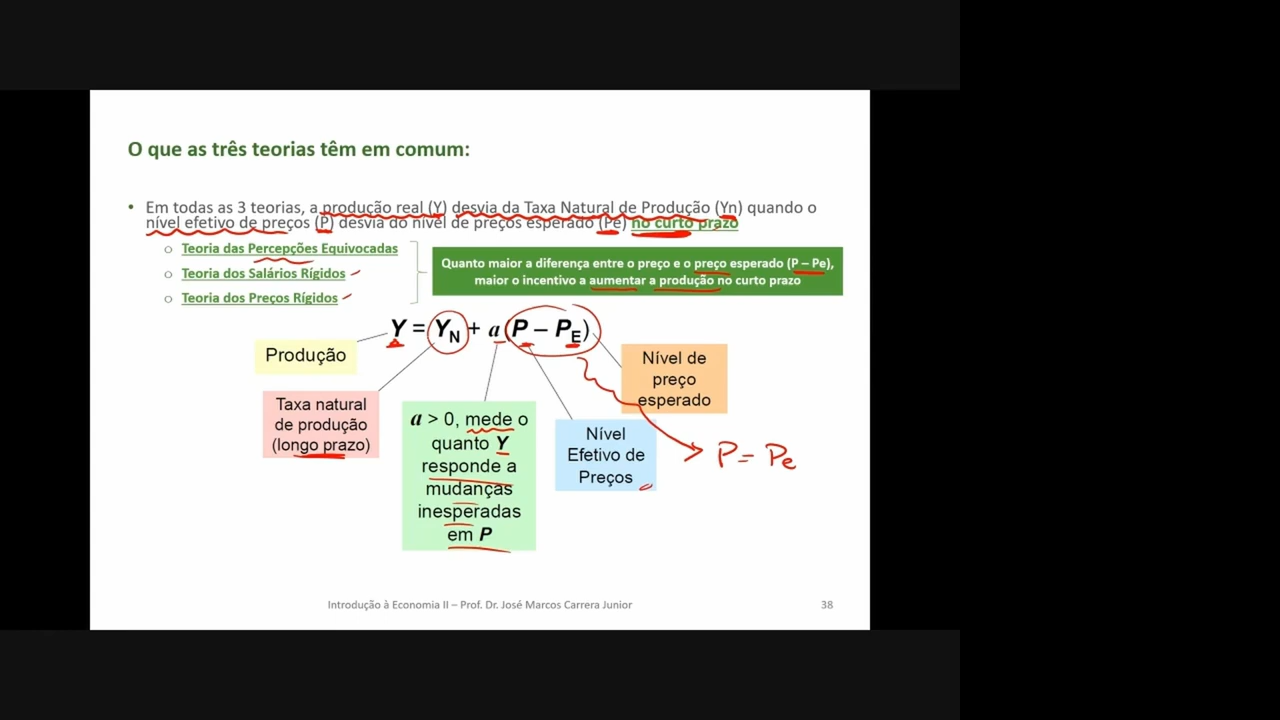 O que as três teorias têm em comum:
• Em todas as 3 teorias, a produção real (Y) desvia da Taxa Natural de Produção (Yn) quando o
nível efetivo de preços (P) desvia do nível de preços esperado (Pe) no curto prazo
o Teoria das Percepções Equivocadas
o Teoria dos Salários Rígidos
o Teoria dos Preços Rígidos
Quanto maior a diferença entre o preço e o preço esperado (P – Pe),
maior o incentivo a aumentar a produção no curto prazo
Y = YN + a(P – PE)
Produção
Taxa natural
de produção
(longo prazo)
a > 0, mede o
quanto Y
responde a
mudanças
inesperadas
em P
Nível
Efetivo de
Preços
Nível de
preço
esperado
P = Pe
Introdução à Economia II – Prof. Dr. José Marcos Carrera Junior
38